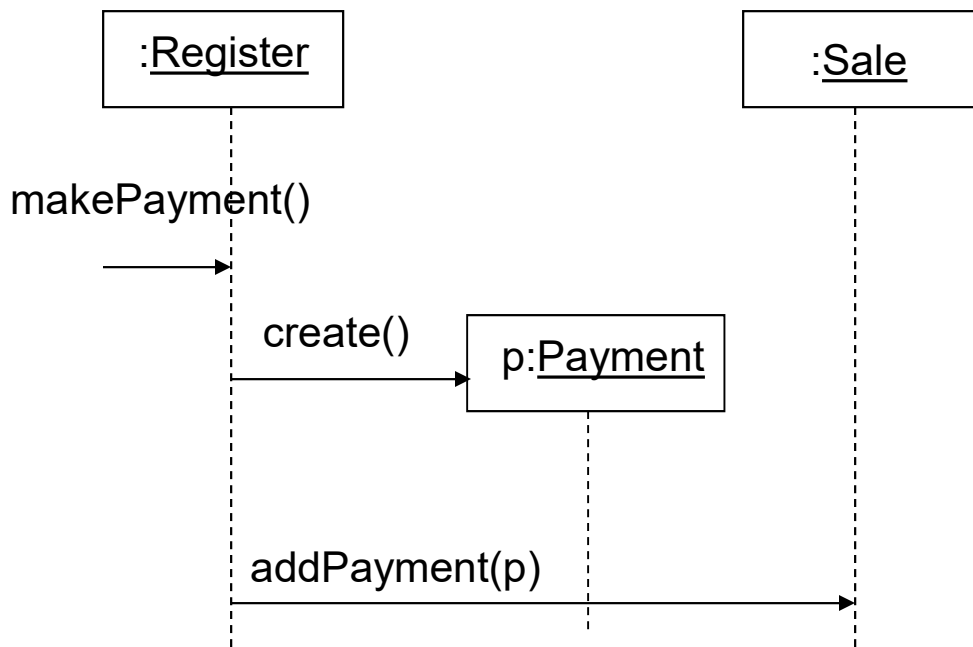 :Register
:Sale
makePayment()
create()
p:Payment
addPayment(p)